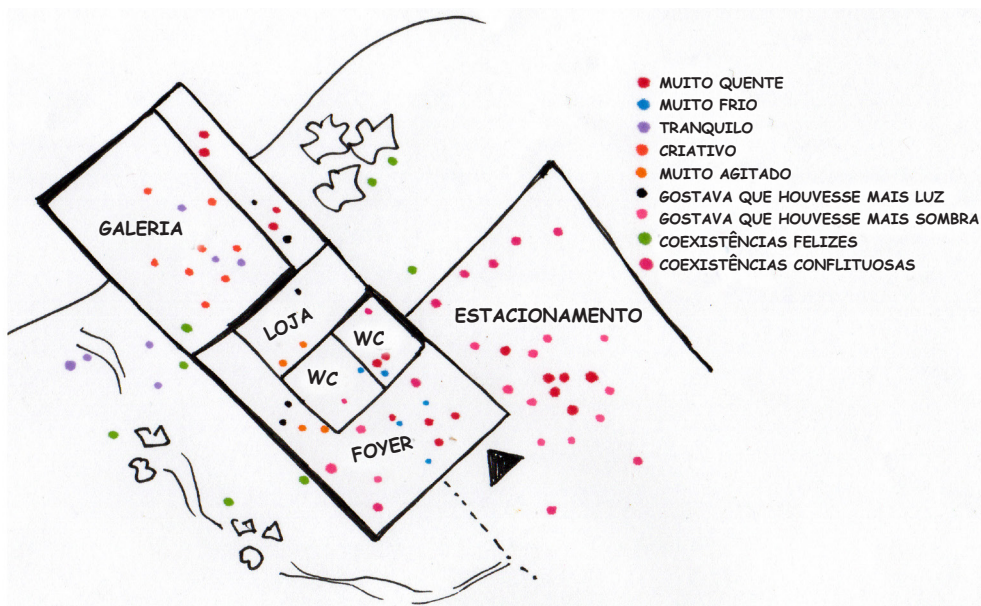 MUITO QUENTE
MUITO FRIO
TRANQUILO
CRIATIVO
MUITO AGITADO
GOSTAVA QUE HOUVESSE MAIS LUZ
GOSTAVA QUE HOUVESSE MAIS SOMBRA
COEXISTÊNCIAS FELIZES
COEXISTÊNCIAS CONFLITUOSAS
GALERIA
ESTACIONAMENTO
LOJA
WC
WC
FOYER